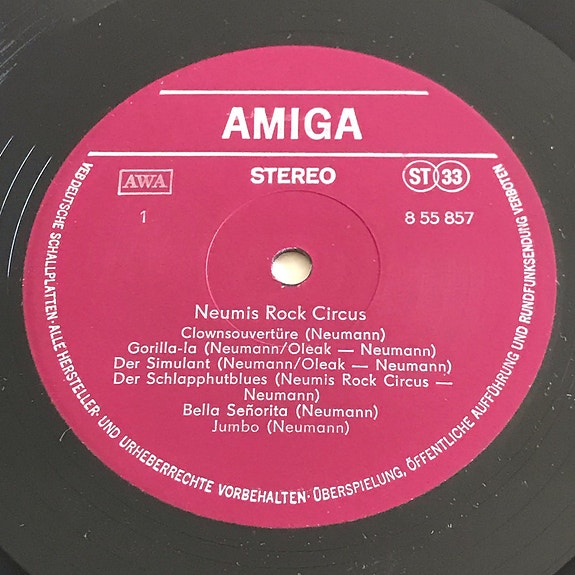 AMIGA
AWA
STEREO
ST 33
1
8 55 857
Neumis Rock Circus
Clownsouvertüre (Neumann)
Gorilla-la (Neumann/Oleak — Neumann)
Der Simulant (Neumann/Oleak — Neumann)
Der Schlapphutblues (Neumis Rock Circus —
Neumann)
Bella Señorita (Neumann)
Jumbo (Neumann)
VEB DEUTSCHE SCHALLPLATTEN · ALLE HERSTELLER- UND URHEBERRECHTE VORBEHALTEN · ÜBERSPIELUNG, ÖFFENTLICHE AUFFÜHRUNG UND RUNDFUNKSENDUNG VERBOTEN